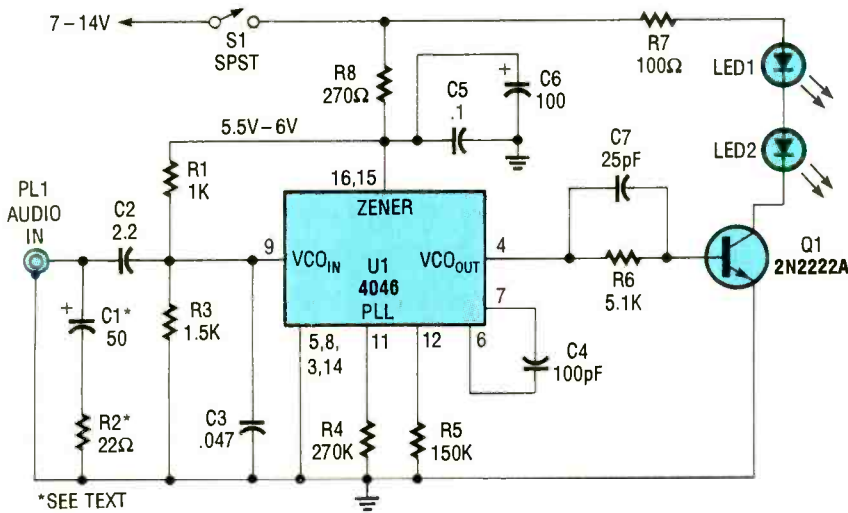 7–14V
S1
SPST
R7
100Ω
LED1
LED2
R8
270Ω
C5
.1
+
C6
100
5.5V–6V
R1
1K
PL1
AUDIO
IN
C2
2.2
16,15
ZENER
9
VCOIN
U1
4046
PLL
VCOOUT
4
7
6
5,8,
3,14
11
12
C7
25pF
R6
5.1K
Q1
2N2222A
+
C1*
50
R3
1.5K
R2*
22Ω
C3
.047
R4
270K
R5
150K
C4
100pF
*SEE TEXT